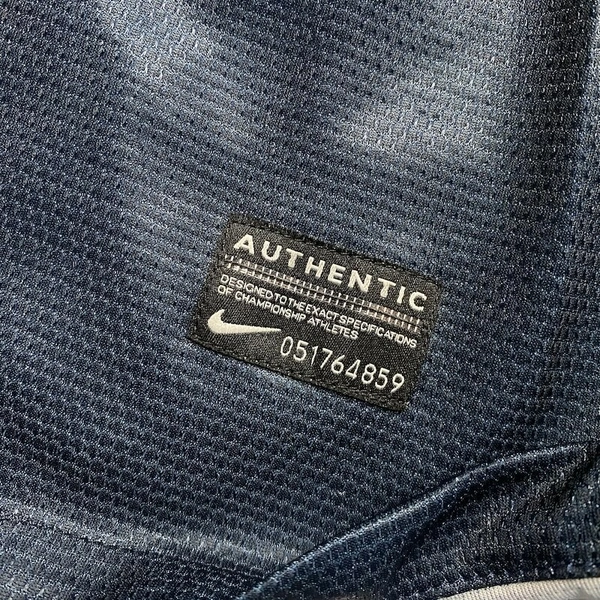 AUTHENTIC
DESIGNED TO THE EXACT SPECIFICATIONS
OF CHAMPIONSHIP ATHLETES
051764859